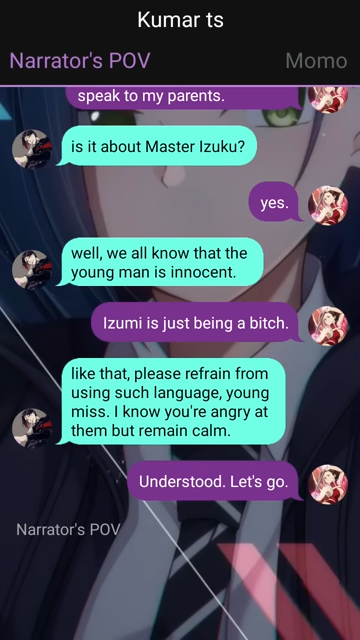 Kumar ts
Narrator's POV
Momo
speak to my parents.
is it about Master Izuku?
yes.
well, we all know that the
young man is innocent.
Izumi is just being a bitch.
like that, please refrain from
using such language, young
miss. I know you're angry at
them but remain calm.
Understood. Let's go.
Narrator's POV